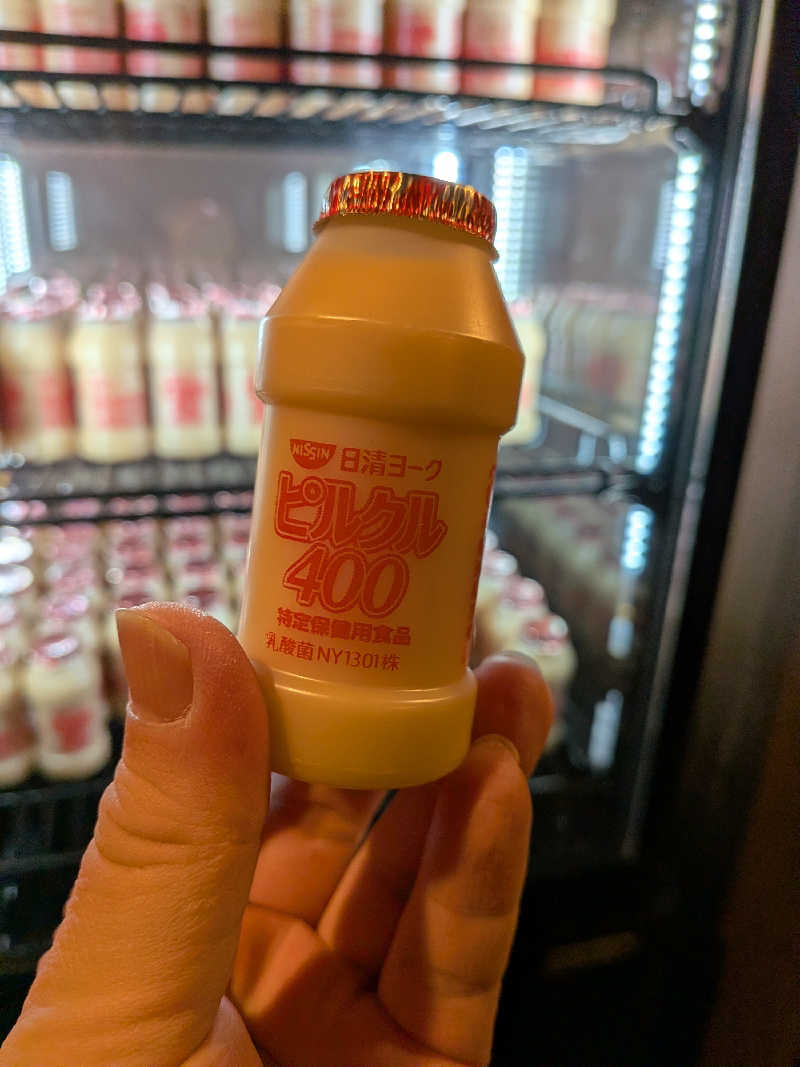 NISSIN 日清ヨーク
ピルクル
400
特定保健用食品
乳酸菌NY1301株